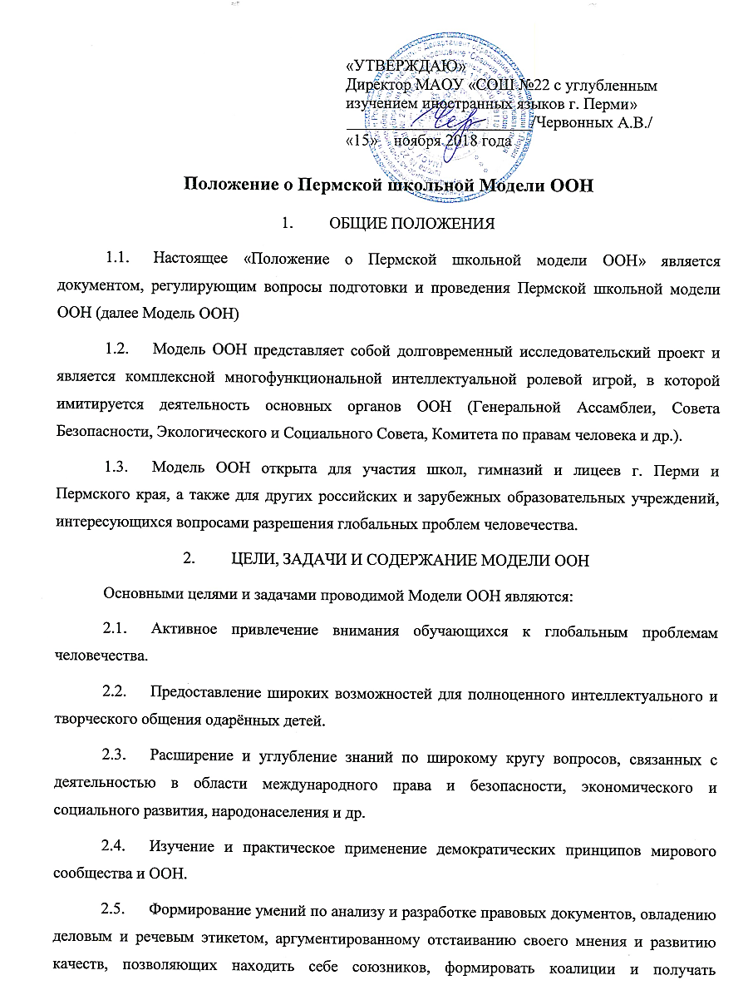 «УТВЕРЖДАЮ»
Директор МАОУ «СОШ №22 с углубленным
изучением иностранных языков г. Перми»
/Червонных А.В./
«15» ноября 2018 года
Положение о Пермской школьной Модели ООН
1. ОБЩИЕ ПОЛОЖЕНИЯ
1.1. Настоящее «Положение о Пермской школьной модели ООН» является
документом, регулирующим вопросы подготовки и проведения Пермской школьной модели
ООН (далее Модель ООН)
1.2. Модель ООН представляет собой долговременный исследовательский проект и
является комплексной многофункциональной интеллектуальной ролевой игрой, в которой
имитируется деятельность основных органов ООН (Генеральной Ассамблеи, Совета
Безопасности, Экологического и Социального Совета, Комитета по правам человека и др.).
1.3. Модель ООН открыта для участия школ, гимназий и лицеев г. Перми и
Пермского края, а также для других российских и зарубежных образовательных учреждений,
интересующихся вопросами разрешения глобальных проблем человечества.
2. ЦЕЛИ, ЗАДАЧИ И СОДЕРЖАНИЕ МОДЕЛИ ООН
Основными целями и задачами проводимой Модели ООН являются:
2.1. Активное привлечение внимания обучающихся к глобальным проблемам
человечества.
2.2. Предоставление широких возможностей для полноценного интеллектуального и
творческого общения одарённых детей.
2.3. Расширение и углубление знаний по широкому кругу вопросов, связанных с
деятельностью в области международного права и безопасности, экономического и
социального развития, народонаселения и др.
2.4. Изучение и практическое применение демократических принципов мирового
сообщества и ООН.
2.5. Формирование умений по анализу и разработке правовых документов, овладению
деловым и речевым этикетом, аргументированному отстаиванию своего мнения и развитию
качеств, позволяющих находить себе союзников, формировать коалиции и получать